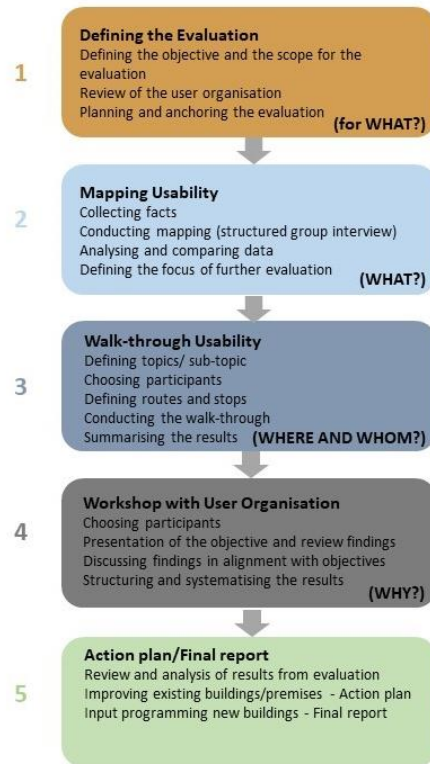 1
Defining the Evaluation
Defining the objective and the scope for the
evaluation
Review of the user organisation
Planning and anchoring the evaluation
(for WHAT?)
2
Mapping Usability
Collecting facts
Conducting mapping (structured group interview)
Analysing and comparing data
Defining the focus of further evaluation
(WHAT?)
3
Walk-through Usability
Defining topics/ sub-topic
Choosing participants
Defining routes and stops
Conducting the walk-through
Summarising the results (WHERE AND WHOM?)
4
Workshop with User Organisation
Choosing participants
Presentation of the objective and review findings
Discussing findings in alignment with objectives
Structuring and systematising the results
(WHY?)
5
Action plan/Final report
Review and analysis of results from evaluation
Improving existing buildings/premises - Action plan
Input programming new buildings - Final report